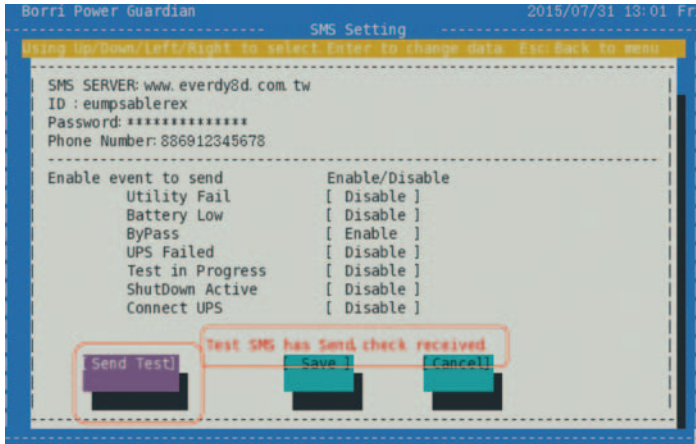 Borri Power Guardian 2015/07/31 13:01 Fr
SMS Setting
Using Up/Down/Left/Right to select Enter to change data. Esc:Back to menu
SMS SERVER: www.everdy8d.com.tw
ID : eumpsablerex
Password: **************
Phone Number: 886912345678
Enable event to send Enable/Disable
Utility Fail [ Disable ]
Battery Low [ Disable ]
ByPass [ Enable ]
UPS Failed [ Disable ]
Test in Progress [ Disable ]
ShutDown Active [ Disable ]
Connect UPS [ Disable ]
Test SMS has Send, check received
[ Send Test] [ Save ] [ Cancel]